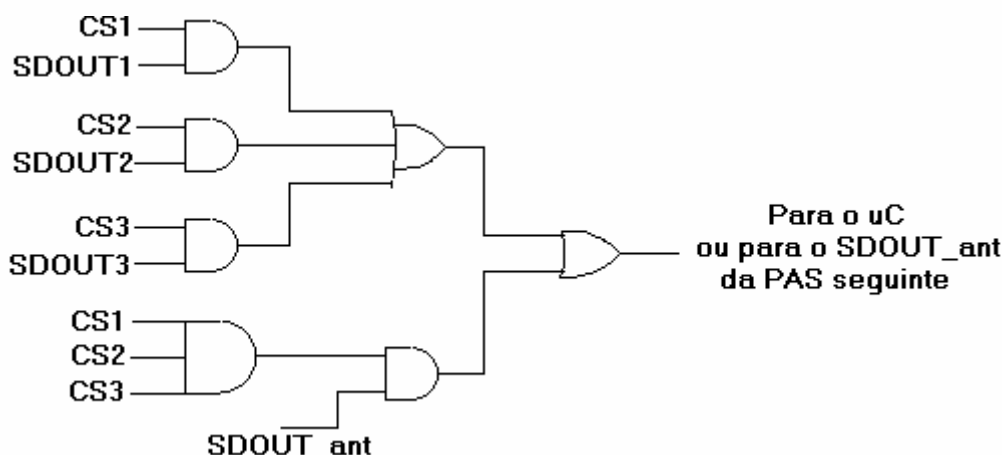 CS1
SDOUT1
CS2
SDOUT2
CS3
SDOUT3
CS1
CS2
CS3
SDOUT_ant
Para o uC
ou para o SDOUT_ant
da PAS seguinte